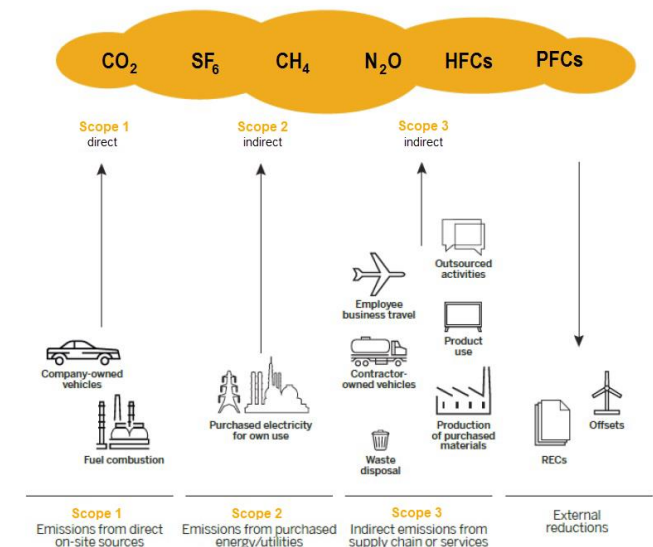 CO₂ SF₆ CH₄ N₂O HFCs PFCs
Scope 1
direct
Scope 2
indirect
Scope 3
indirect
Company-owned
vehicles
Fuel combustion
Purchased electricity
for own use
Outsourced
activities
Employee
business travel
Product
use
Contractor-
owned vehicles
Production
of purchased
materials
Waste
disposal
RECs
Offsets
Scope 1
Emissions from direct
on-site sources
Scope 2
Emissions from purchased
energy/utilities
Scope 3
Indirect emissions from
supply chain or services
External
reductions